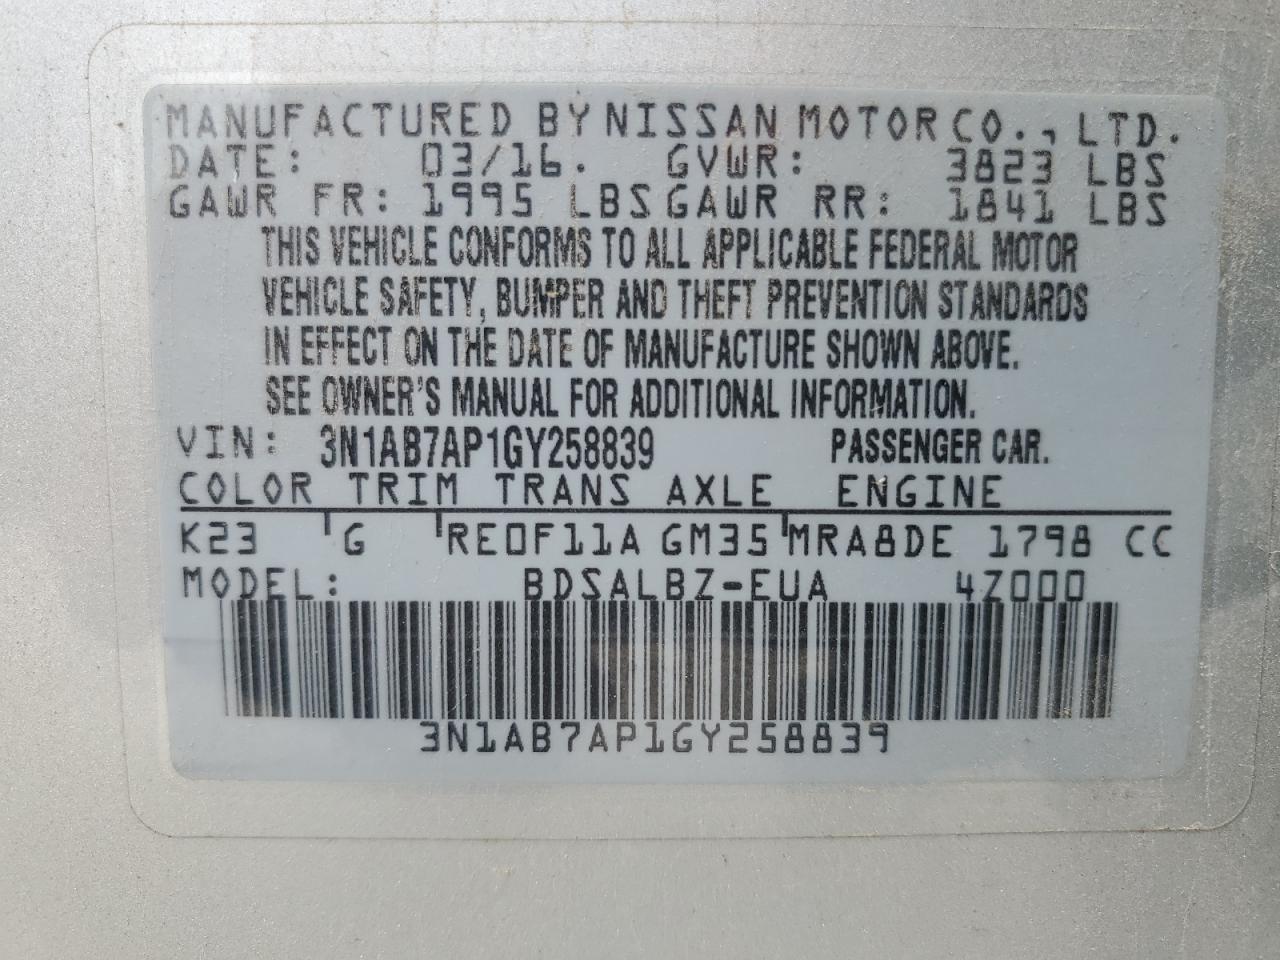 MANUFACTURED BY NISSAN MOTOR CO., LTD.
DATE: 03/16. GVWR: 3823 LBS
GAWR FR: 1995 LBS GAWR RR: 1841 LBS
THIS VEHICLE CONFORMS TO ALL APPLICABLE FEDERAL MOTOR
VEHICLE SAFETY, BUMPER AND THEFT PREVENTION STANDARDS
IN EFFECT ON THE DATE OF MANUFACTURE SHOWN ABOVE.
SEE OWNER'S MANUAL FOR ADDITIONAL INFORMATION.
VIN: 3N1AB7AP1GY258839 PASSENGER CAR.
COLOR TRIM TRANS AXLE ENGINE
K23 G RE0F11A GM35 MRA8DE 1798 CC
MODEL: BDSALBZ-EUA 4Z000
3N1AB7AP1GY258839